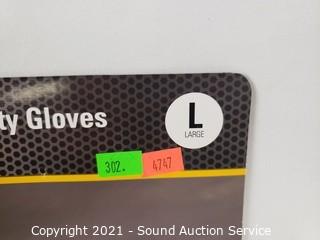 ty Gloves
L
LARGE
302.
4747
Copyright 2021 - Sound Auction Service